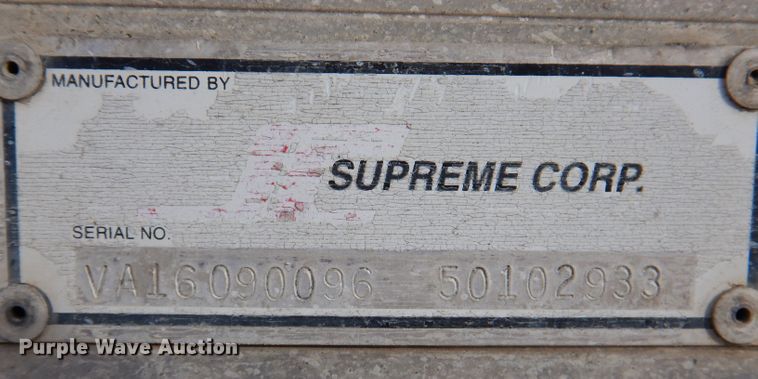 MANUFACTURED BY
SUPREME CORP.
SERIAL NO.
VA16090096 50102933
Purple Wave Auction